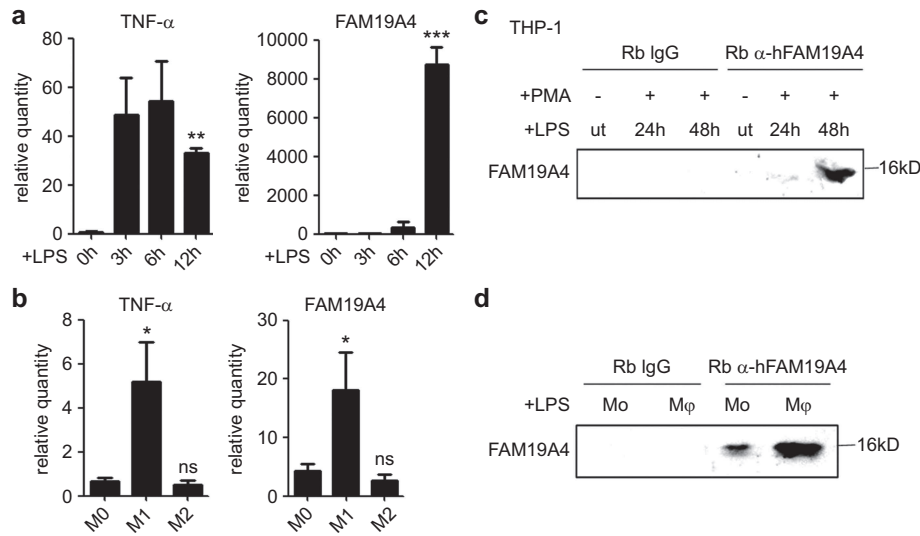 a
TNF-α
relative quantity
80
60
40
20
0
**
+LPS 0h 3h 6h 12h
FAM19A4
relative quantity
10000
8000
6000
4000
2000
0
***
0h 3h 6h 12h
b
TNF-α
relative quantity
8
6
4
2
0
*
ns
M0 M1 M2
FAM19A4
relative quantity
30
20
10
0
*
ns
M0 M1 M2
c THP-1
Rb IgG Rb α-hFAM19A4
+PMA - + + - + +
+LPS ut 24h 48h ut 24h 48h
FAM19A4 16kD
d
Rb IgG Rb α-hFAM19A4
+LPS Mo Mφ Mo Mφ
FAM19A4 16kD